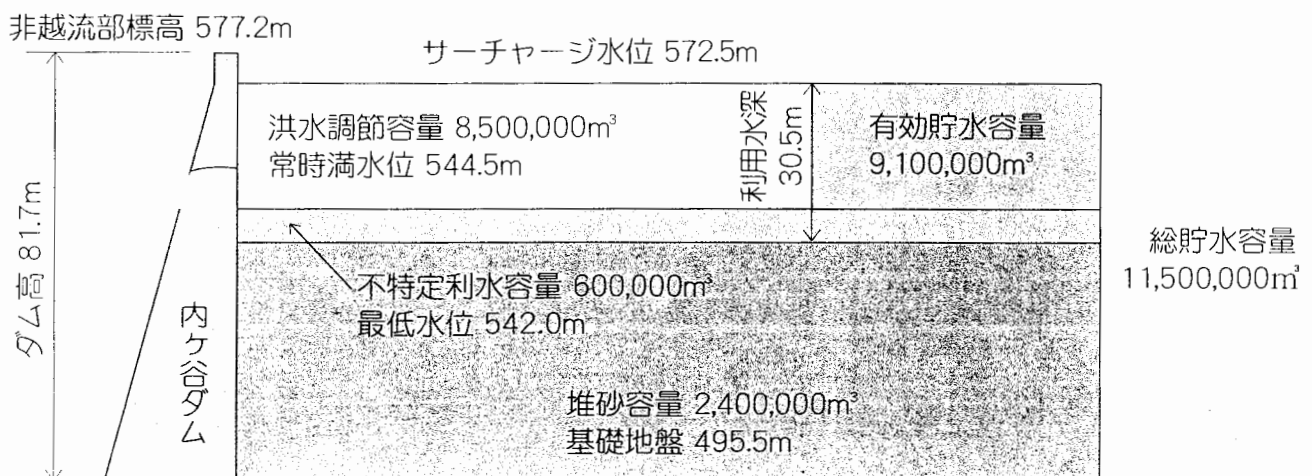 非越流部標高 577.2m
サーチャージ水位 572.5m
洪水調節容量 8,500,000m³
常時満水位 544.5m
利用水深
30.5m
有効貯水容量
9,100,000m³
ダム高 81.7m
内ケ谷ダム
不特定利水容量 600,000m³
最低水位 542.0m
総貯水容量
11,500,000m³
堆砂容量 2,400,000m³
基礎地盤 495.5m